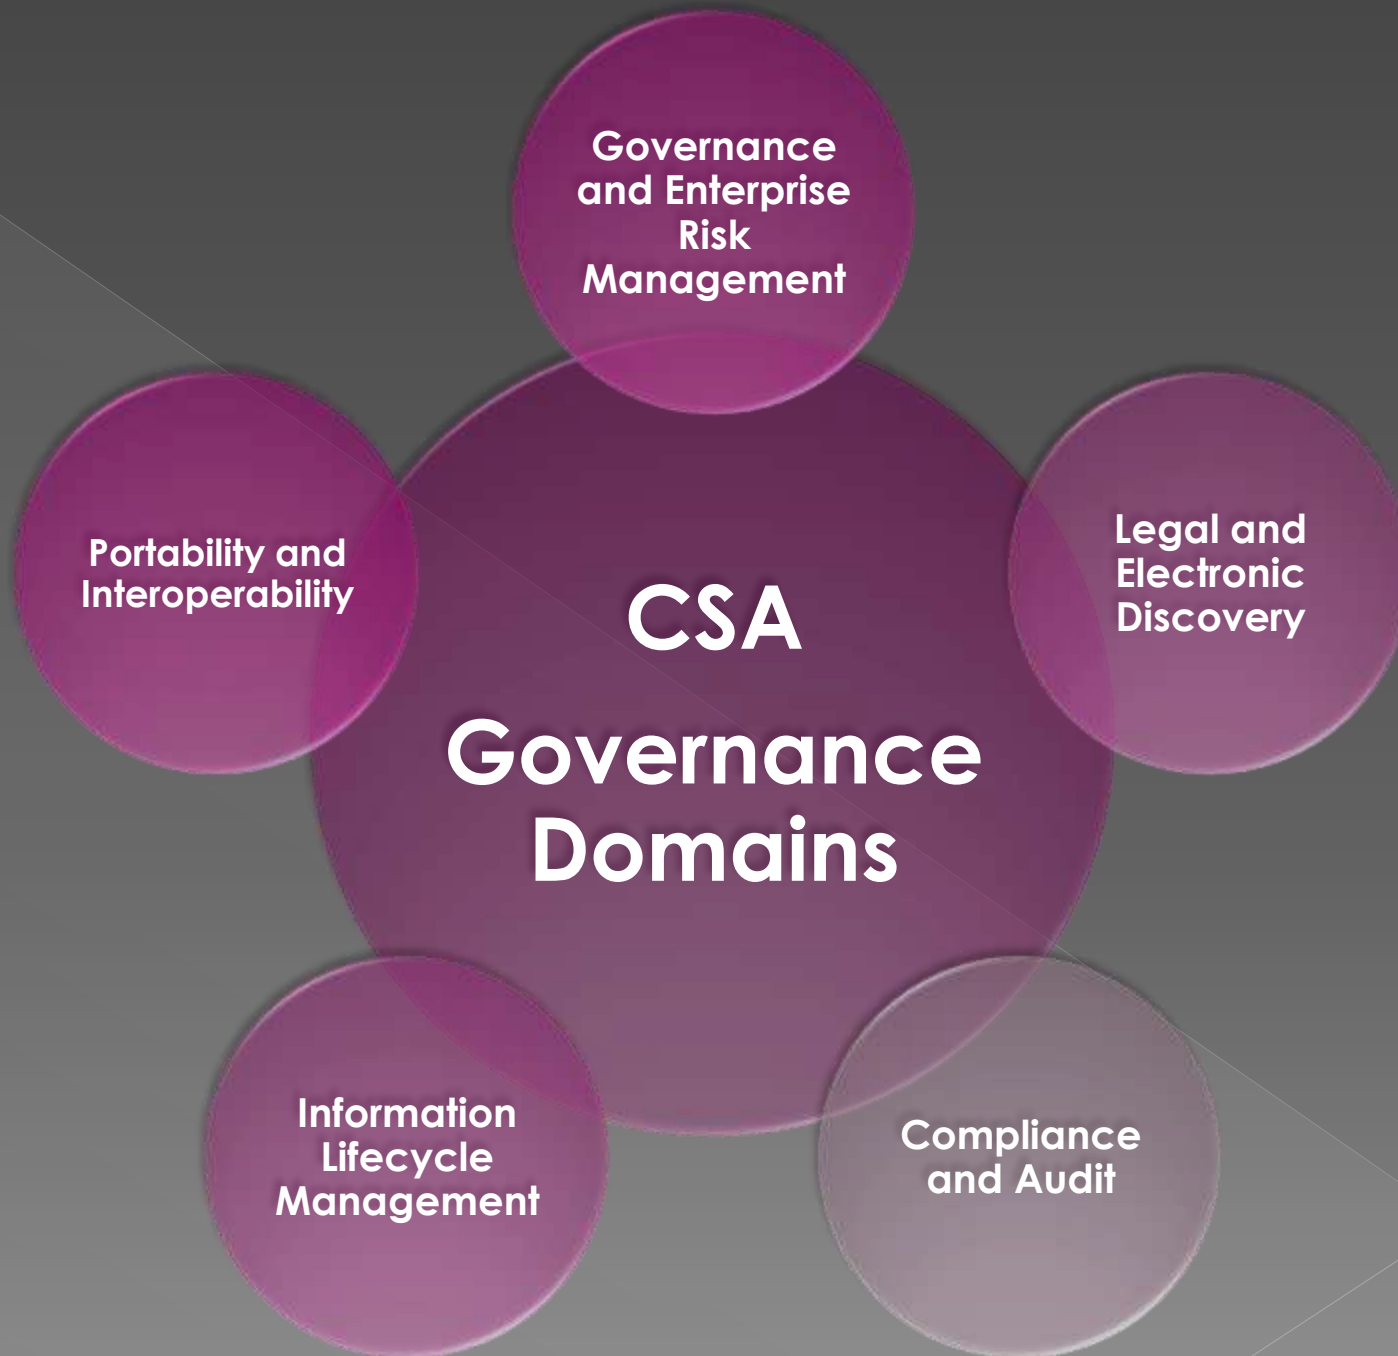 Governance
and Enterprise
Risk
Management
Portability and
Interoperability
Legal and
Electronic
Discovery
CSA
Governance
Domains
Information
Lifecycle
Management
Compliance
and Audit